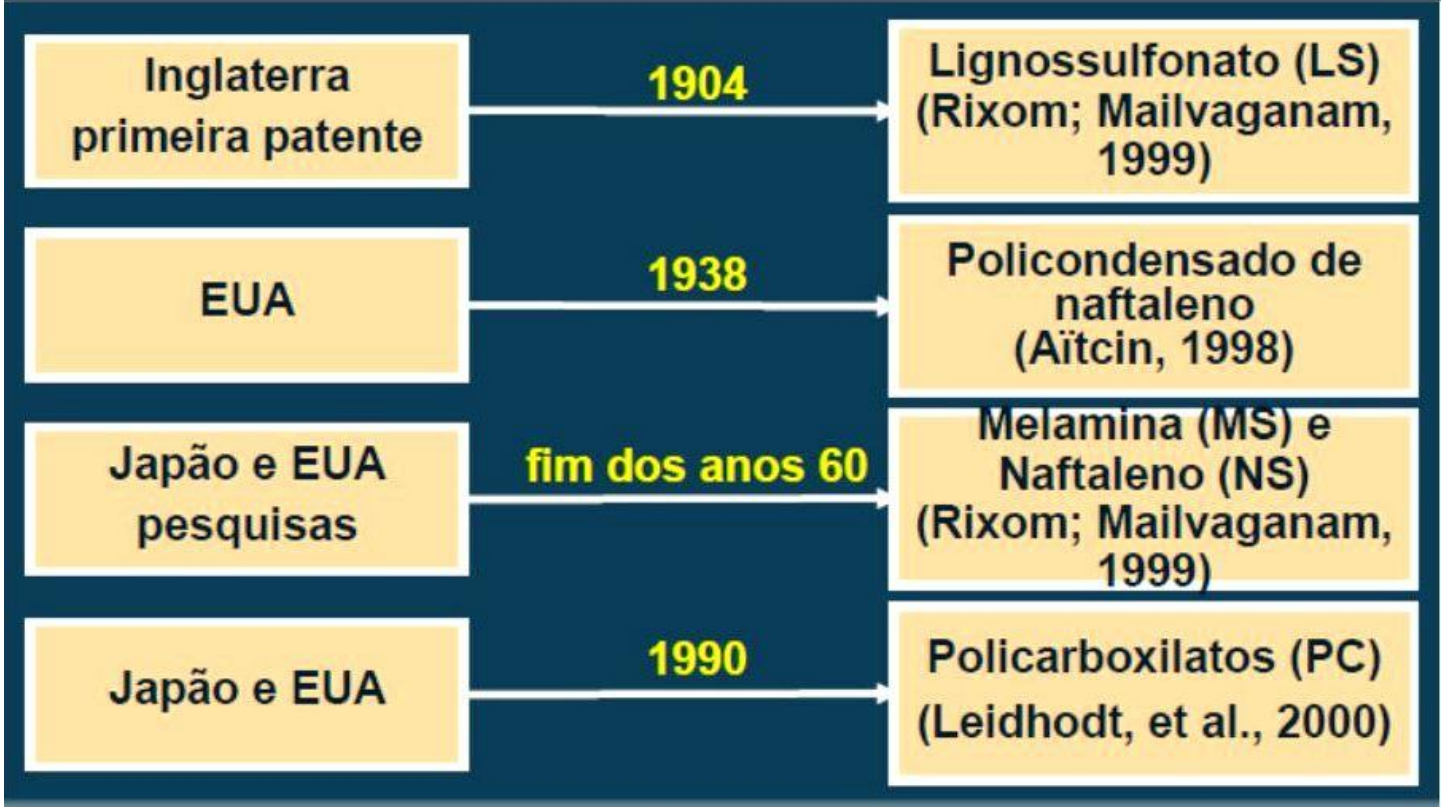 Inglaterra
primeira patente
1904
Lignossulfonato (LS)
(Rixom; Mailvaganam,
1999)
EUA
1938
Policondensado de
naftaleno
(Aïtcin, 1998)
Japão e EUA
pesquisas
fim dos anos 60
Melamina (MS) e
Naftaleno (NS)
(Rixom; Mailvaganam,
1999)
Japão e EUA
1990
Policarboxilatos (PC)
(Leidhodt, et al., 2000)